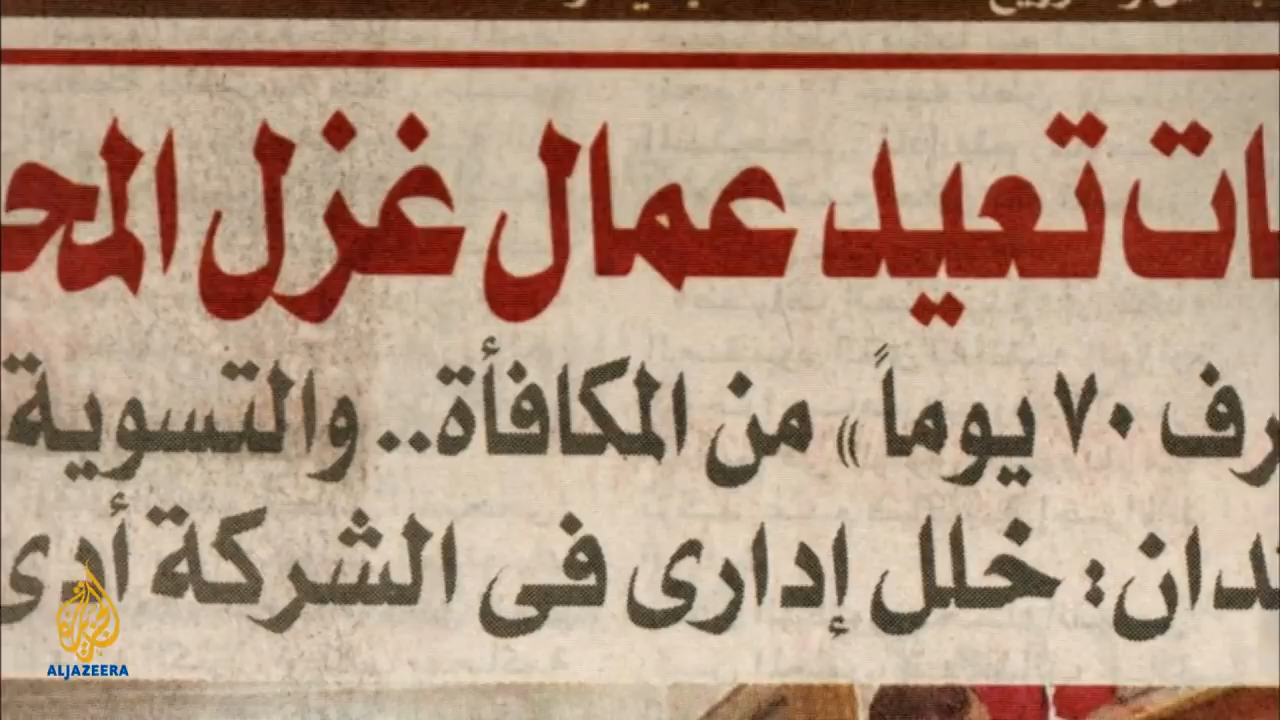 ات تعيد عمال غزل المح
رف ٧٠ يوماً» من المكافأة.. والتسوية
دان: خلل إدارى فى الشركة أدى
ALJAZEERA